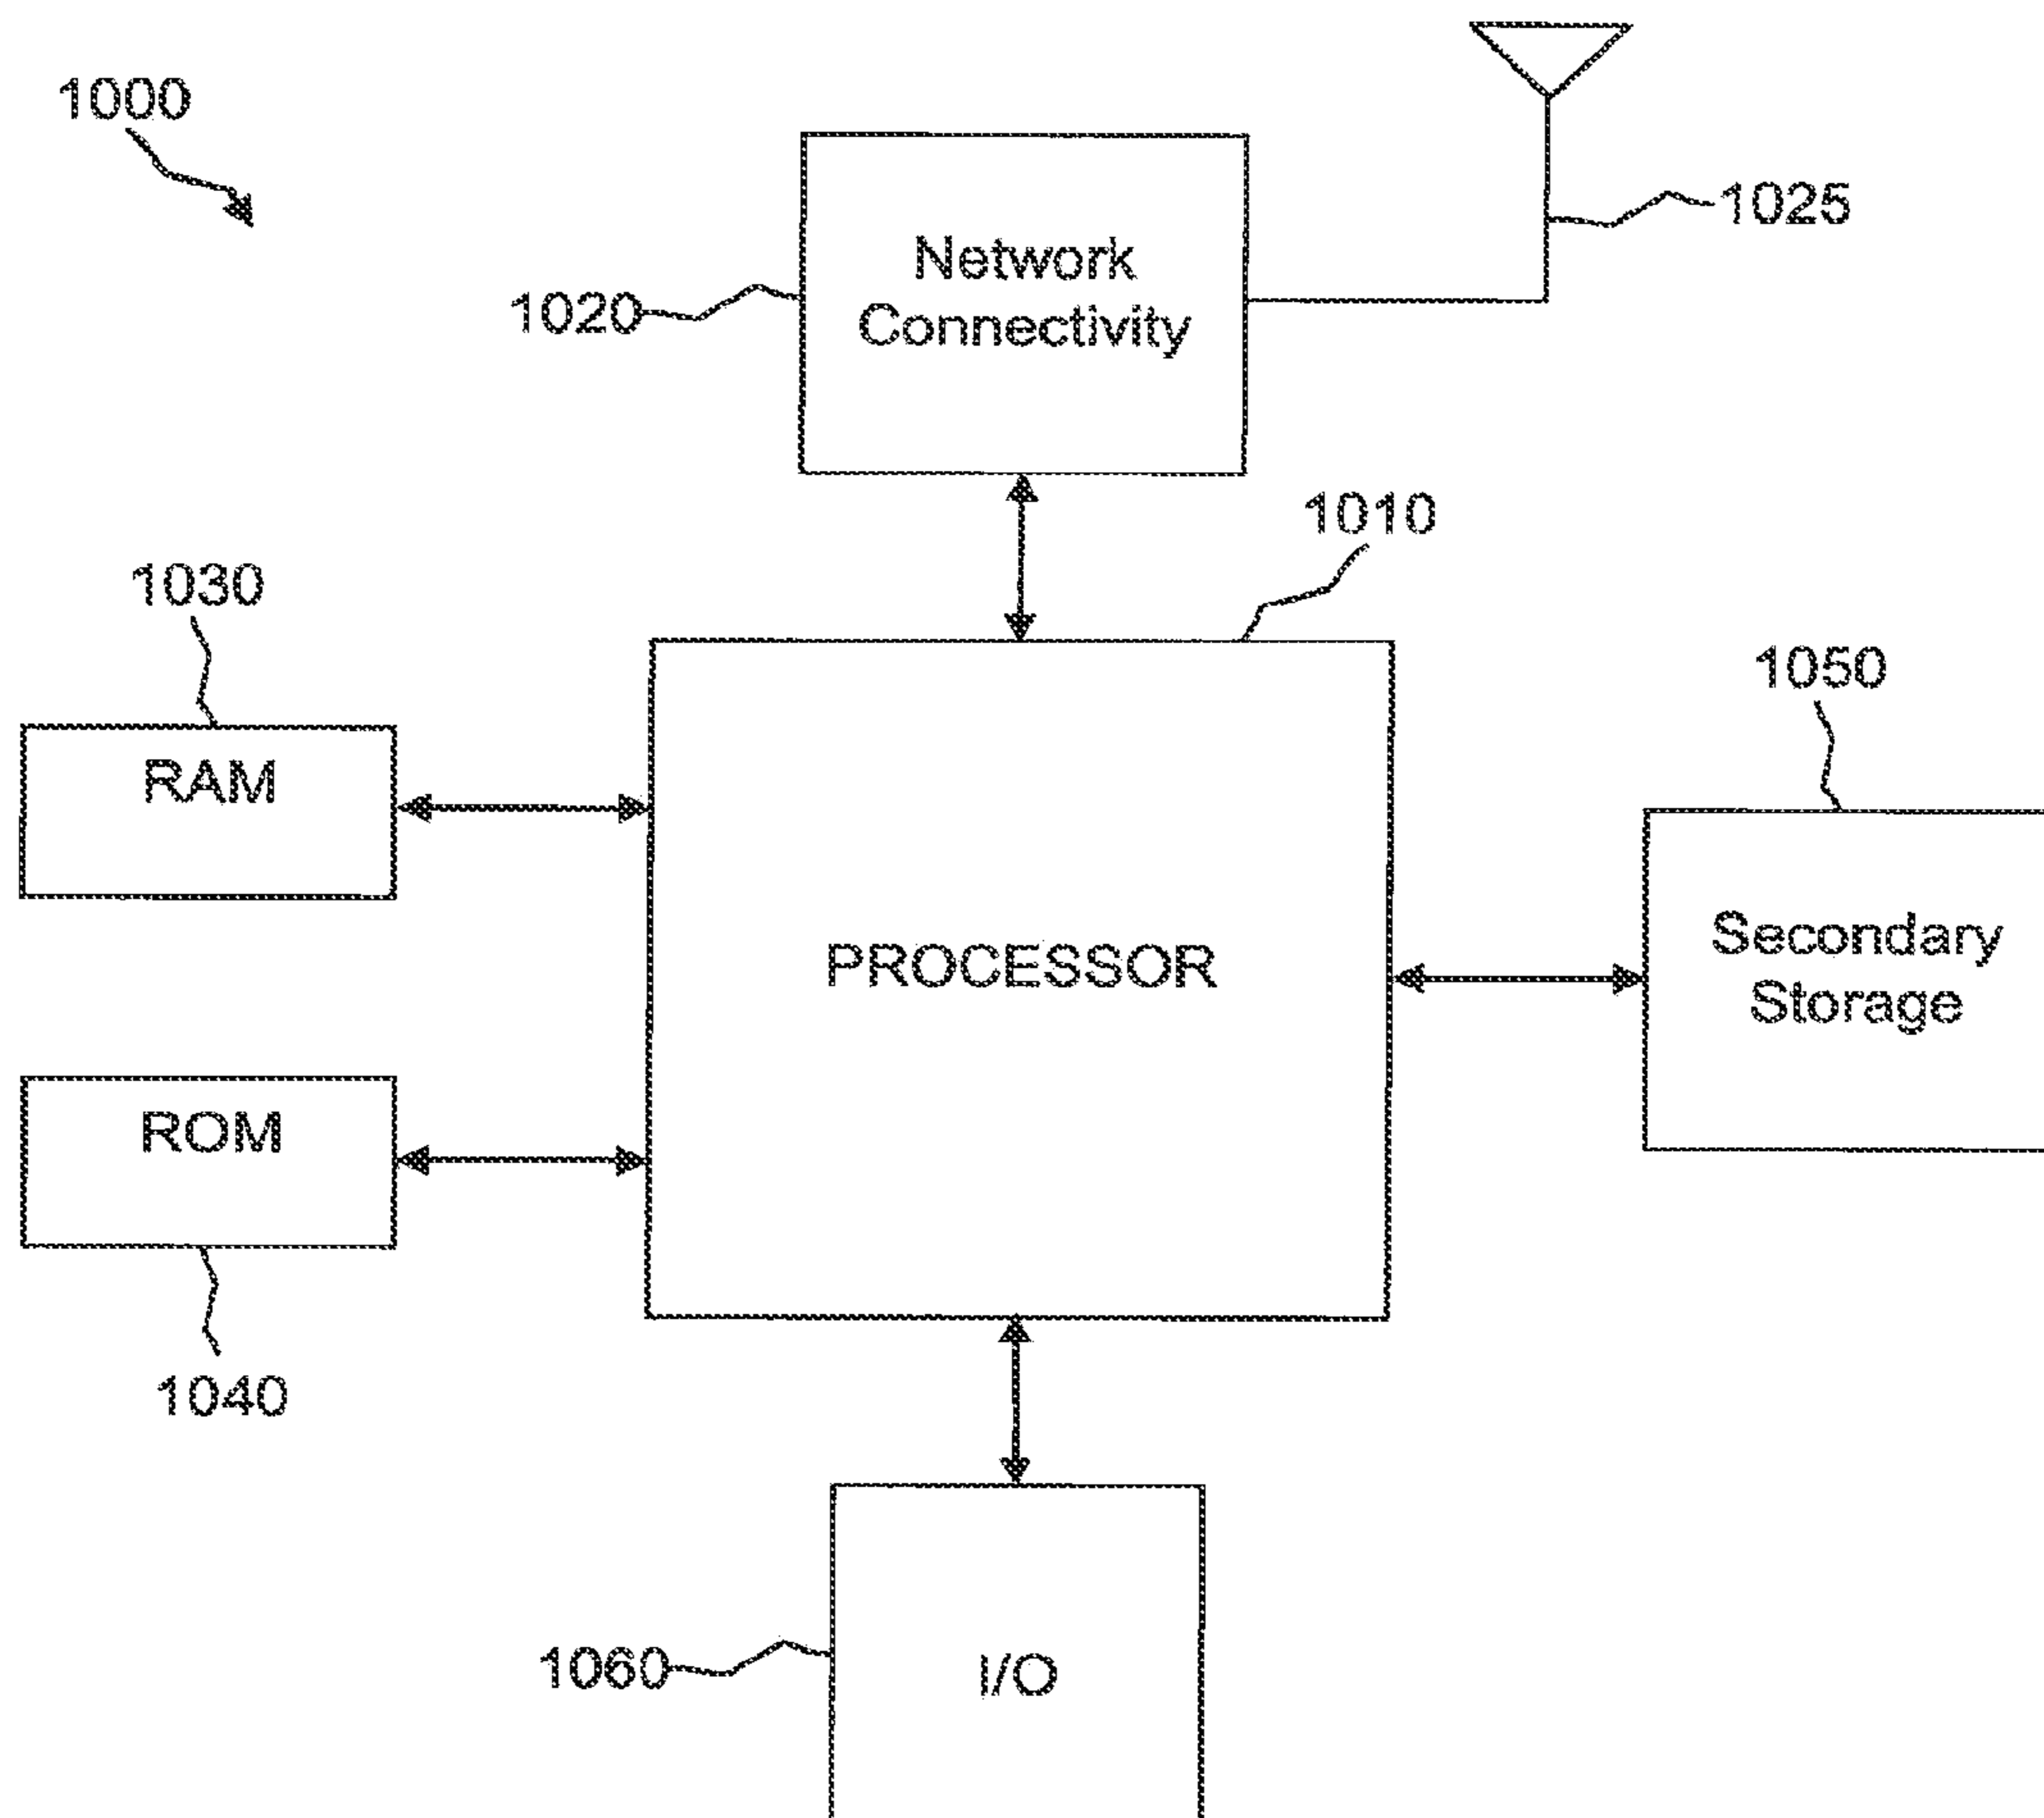 1000
Network
Connectivity
1025
1020
1010
1030
1050
RAM
PROCESSOR
Secondary
Storage
ROM
1040
1060
I/O